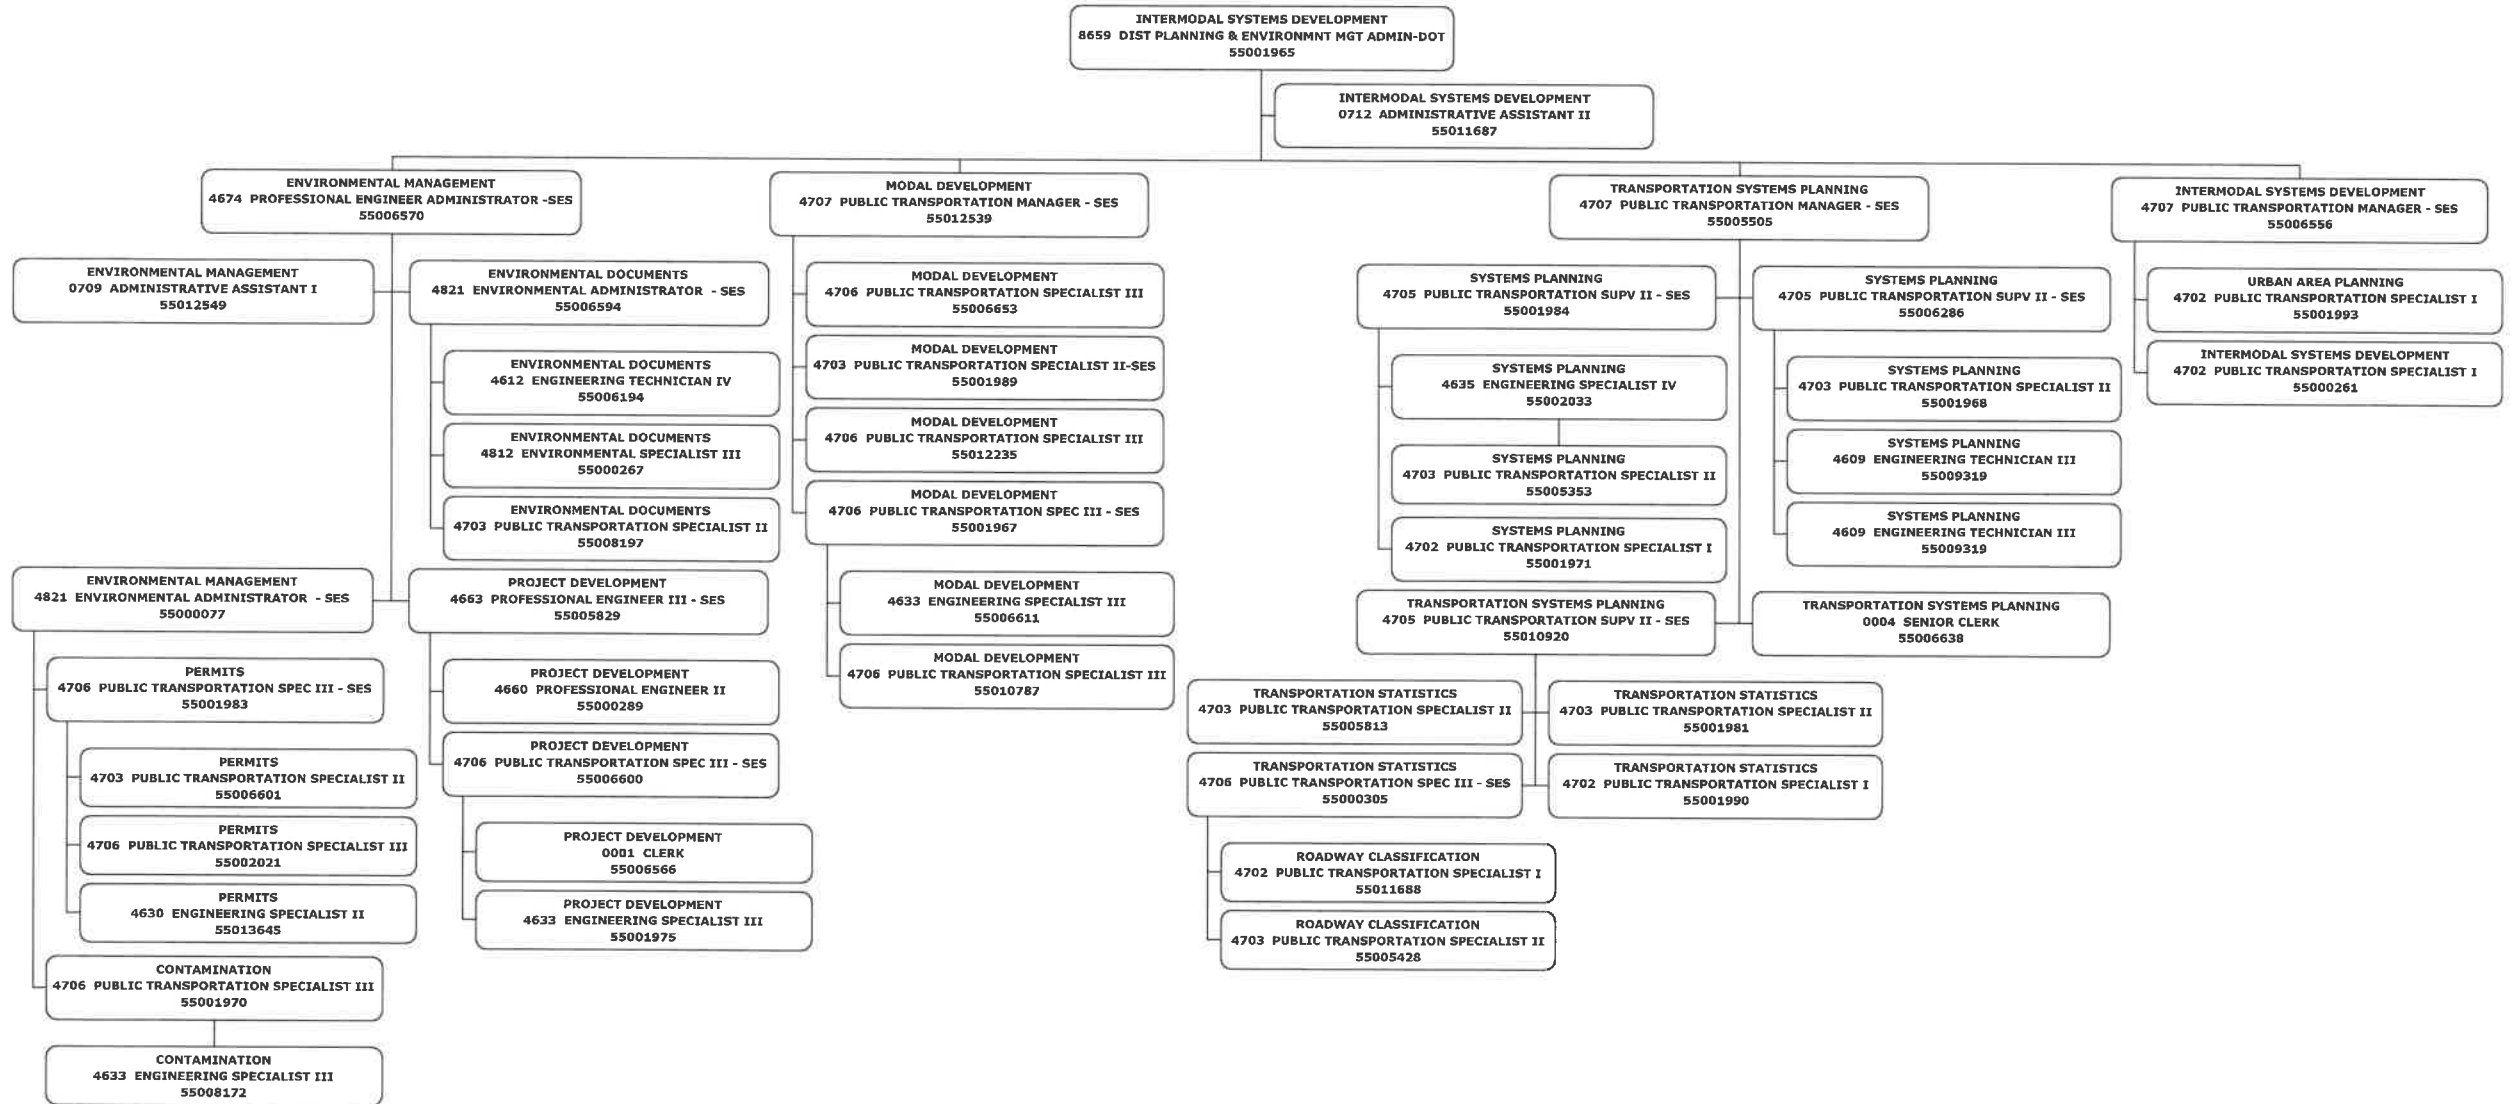 INTERMODAL SYSTEMS DEVELOPMENT
8659 DIST PLANNING & ENVIRONMNT MGT ADMIN-DOT
55001965
INTERMODAL SYSTEMS DEVELOPMENT
0712 ADMINISTRATIVE ASSISTANT II
55011687
ENVIRONMENTAL MANAGEMENT
4674 PROFESSIONAL ENGINEER ADMINISTRATOR -SES
55006570
ENVIRONMENTAL MANAGEMENT
0709 ADMINISTRATIVE ASSISTANT I
55012549
ENVIRONMENTAL DOCUMENTS
4821 ENVIRONMENTAL ADMINISTRATOR - SES
55006594
ENVIRONMENTAL DOCUMENTS
4612 ENGINEERING TECHNICIAN IV
55006194
ENVIRONMENTAL DOCUMENTS
4812 ENVIRONMENTAL SPECIALIST III
55000267
ENVIRONMENTAL DOCUMENTS
4703 PUBLIC TRANSPORTATION SPECIALIST II
55008197
ENVIRONMENTAL MANAGEMENT
4821 ENVIRONMENTAL ADMINISTRATOR - SES
55000077
PERMITS
4706 PUBLIC TRANSPORTATION SPEC III - SES
55001983
PERMITS
4703 PUBLIC TRANSPORTATION SPECIALIST II
55006601
PERMITS
4706 PUBLIC TRANSPORTATION SPECIALIST III
55002021
PERMITS
4630 ENGINEERING SPECIALIST II
55013645
CONTAMINATION
4706 PUBLIC TRANSPORTATION SPECIALIST III
55001970
CONTAMINATION
4633 ENGINEERING SPECIALIST III
55008172
PROJECT DEVELOPMENT
4663 PROFESSIONAL ENGINEER III - SES
55005829
PROJECT DEVELOPMENT
4660 PROFESSIONAL ENGINEER II
55000289
PROJECT DEVELOPMENT
4706 PUBLIC TRANSPORTATION SPEC III - SES
55006600
PROJECT DEVELOPMENT
0001 CLERK
55006566
PROJECT DEVELOPMENT
4633 ENGINEERING SPECIALIST III
55001975
MODAL DEVELOPMENT
4707 PUBLIC TRANSPORTATION MANAGER - SES
55012539
MODAL DEVELOPMENT
4706 PUBLIC TRANSPORTATION SPECIALIST III
55006653
MODAL DEVELOPMENT
4703 PUBLIC TRANSPORTATION SPECIALIST II-SES
55001989
MODAL DEVELOPMENT
4706 PUBLIC TRANSPORTATION SPECIALIST III
55012235
MODAL DEVELOPMENT
4706 PUBLIC TRANSPORTATION SPEC III - SES
55001967
MODAL DEVELOPMENT
4633 ENGINEERING SPECIALIST III
55006611
MODAL DEVELOPMENT
4706 PUBLIC TRANSPORTATION SPECIALIST III
55010787
TRANSPORTATION SYSTEMS PLANNING
4707 PUBLIC TRANSPORTATION MANAGER - SES
55005505
SYSTEMS PLANNING
4705 PUBLIC TRANSPORTATION SUPV II - SES
55001984
SYSTEMS PLANNING
4635 ENGINEERING SPECIALIST IV
55002033
SYSTEMS PLANNING
4703 PUBLIC TRANSPORTATION SPECIALIST II
55005353
SYSTEMS PLANNING
4702 PUBLIC TRANSPORTATION SPECIALIST I
55001971
SYSTEMS PLANNING
4705 PUBLIC TRANSPORTATION SUPV II - SES
55006286
SYSTEMS PLANNING
4703 PUBLIC TRANSPORTATION SPECIALIST II
55001968
SYSTEMS PLANNING
4609 ENGINEERING TECHNICIAN III
55009319
SYSTEMS PLANNING
4609 ENGINEERING TECHNICIAN III
55009319
TRANSPORTATION SYSTEMS PLANNING
4705 PUBLIC TRANSPORTATION SUPV II - SES
55010920
TRANSPORTATION SYSTEMS PLANNING
0004 SENIOR CLERK
55006638
TRANSPORTATION STATISTICS
4703 PUBLIC TRANSPORTATION SPECIALIST II
55005813
TRANSPORTATION STATISTICS
4703 PUBLIC TRANSPORTATION SPECIALIST II
55001981
TRANSPORTATION STATISTICS
4706 PUBLIC TRANSPORTATION SPEC III - SES
55000305
TRANSPORTATION STATISTICS
4702 PUBLIC TRANSPORTATION SPECIALIST I
55001990
ROADWAY CLASSIFICATION
4702 PUBLIC TRANSPORTATION SPECIALIST I
55011688
ROADWAY CLASSIFICATION
4703 PUBLIC TRANSPORTATION SPECIALIST II
55005428
INTERMODAL SYSTEMS DEVELOPMENT
4707 PUBLIC TRANSPORTATION MANAGER - SES
55006556
URBAN AREA PLANNING
4702 PUBLIC TRANSPORTATION SPECIALIST I
55001993
INTERMODAL SYSTEMS DEVELOPMENT
4702 PUBLIC TRANSPORTATION SPECIALIST I
55000261